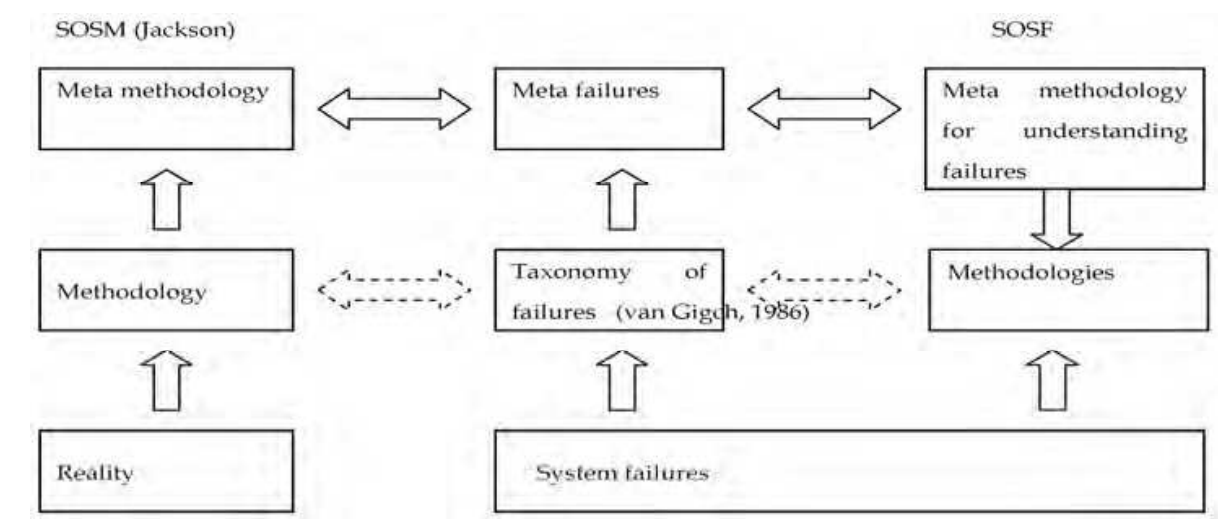 SOSM (Jackson)
SOSF
Meta methodology
Meta failures
Meta methodology
for understanding
failures
Methodology
Taxonomy of
failures (van Gigch, 1986)
Methodologies
Reality
System failures